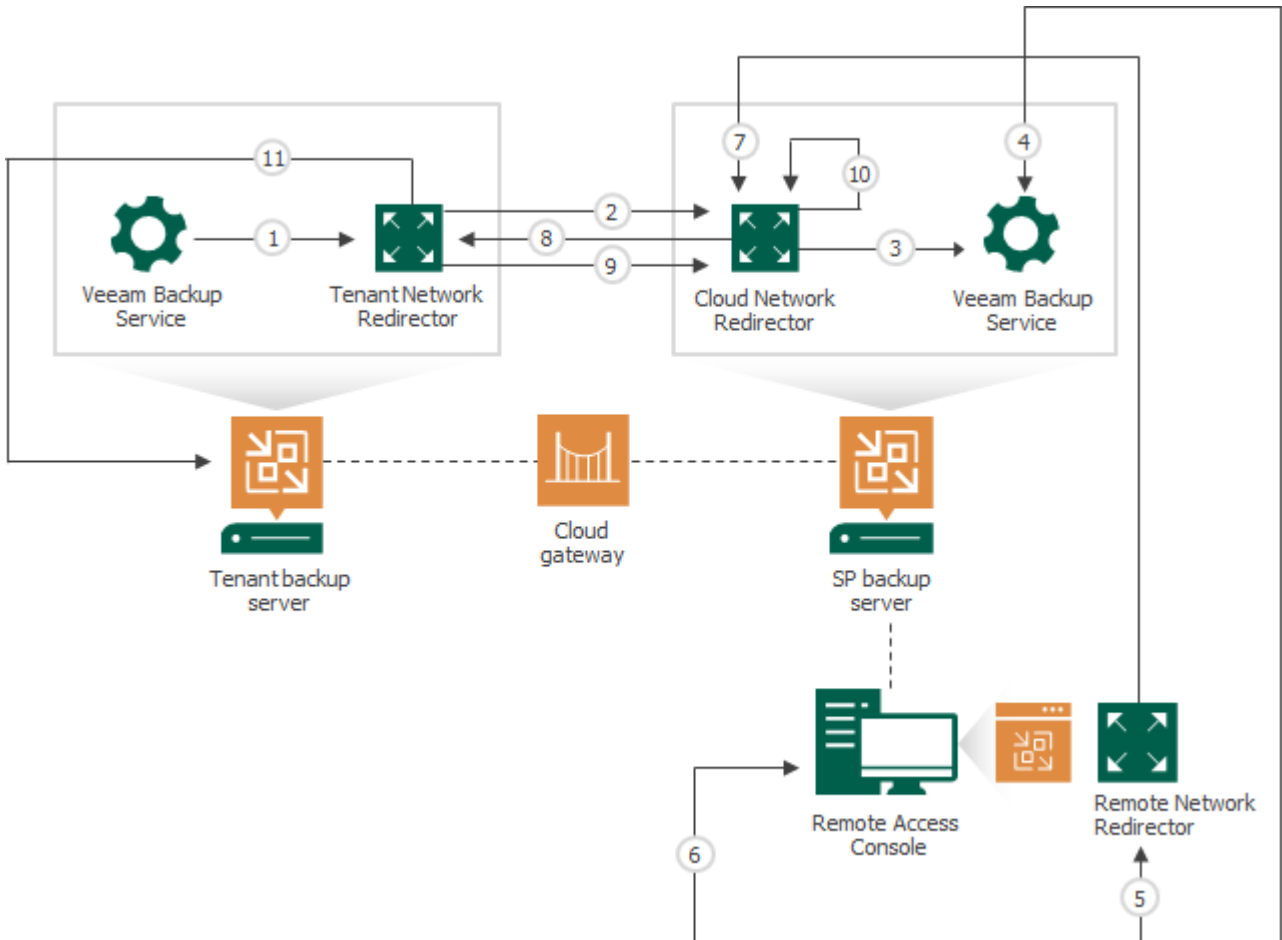 7
4
11
10
2
1
8
3
9
Veeam Backup
Service
Tenant Network
Redirector
Cloud Network
Redirector
Veeam Backup
Service
Cloud
gateway
Tenant backup
server
SP backup
server
Remote Access
Console
Remote Network
Redirector
6
5